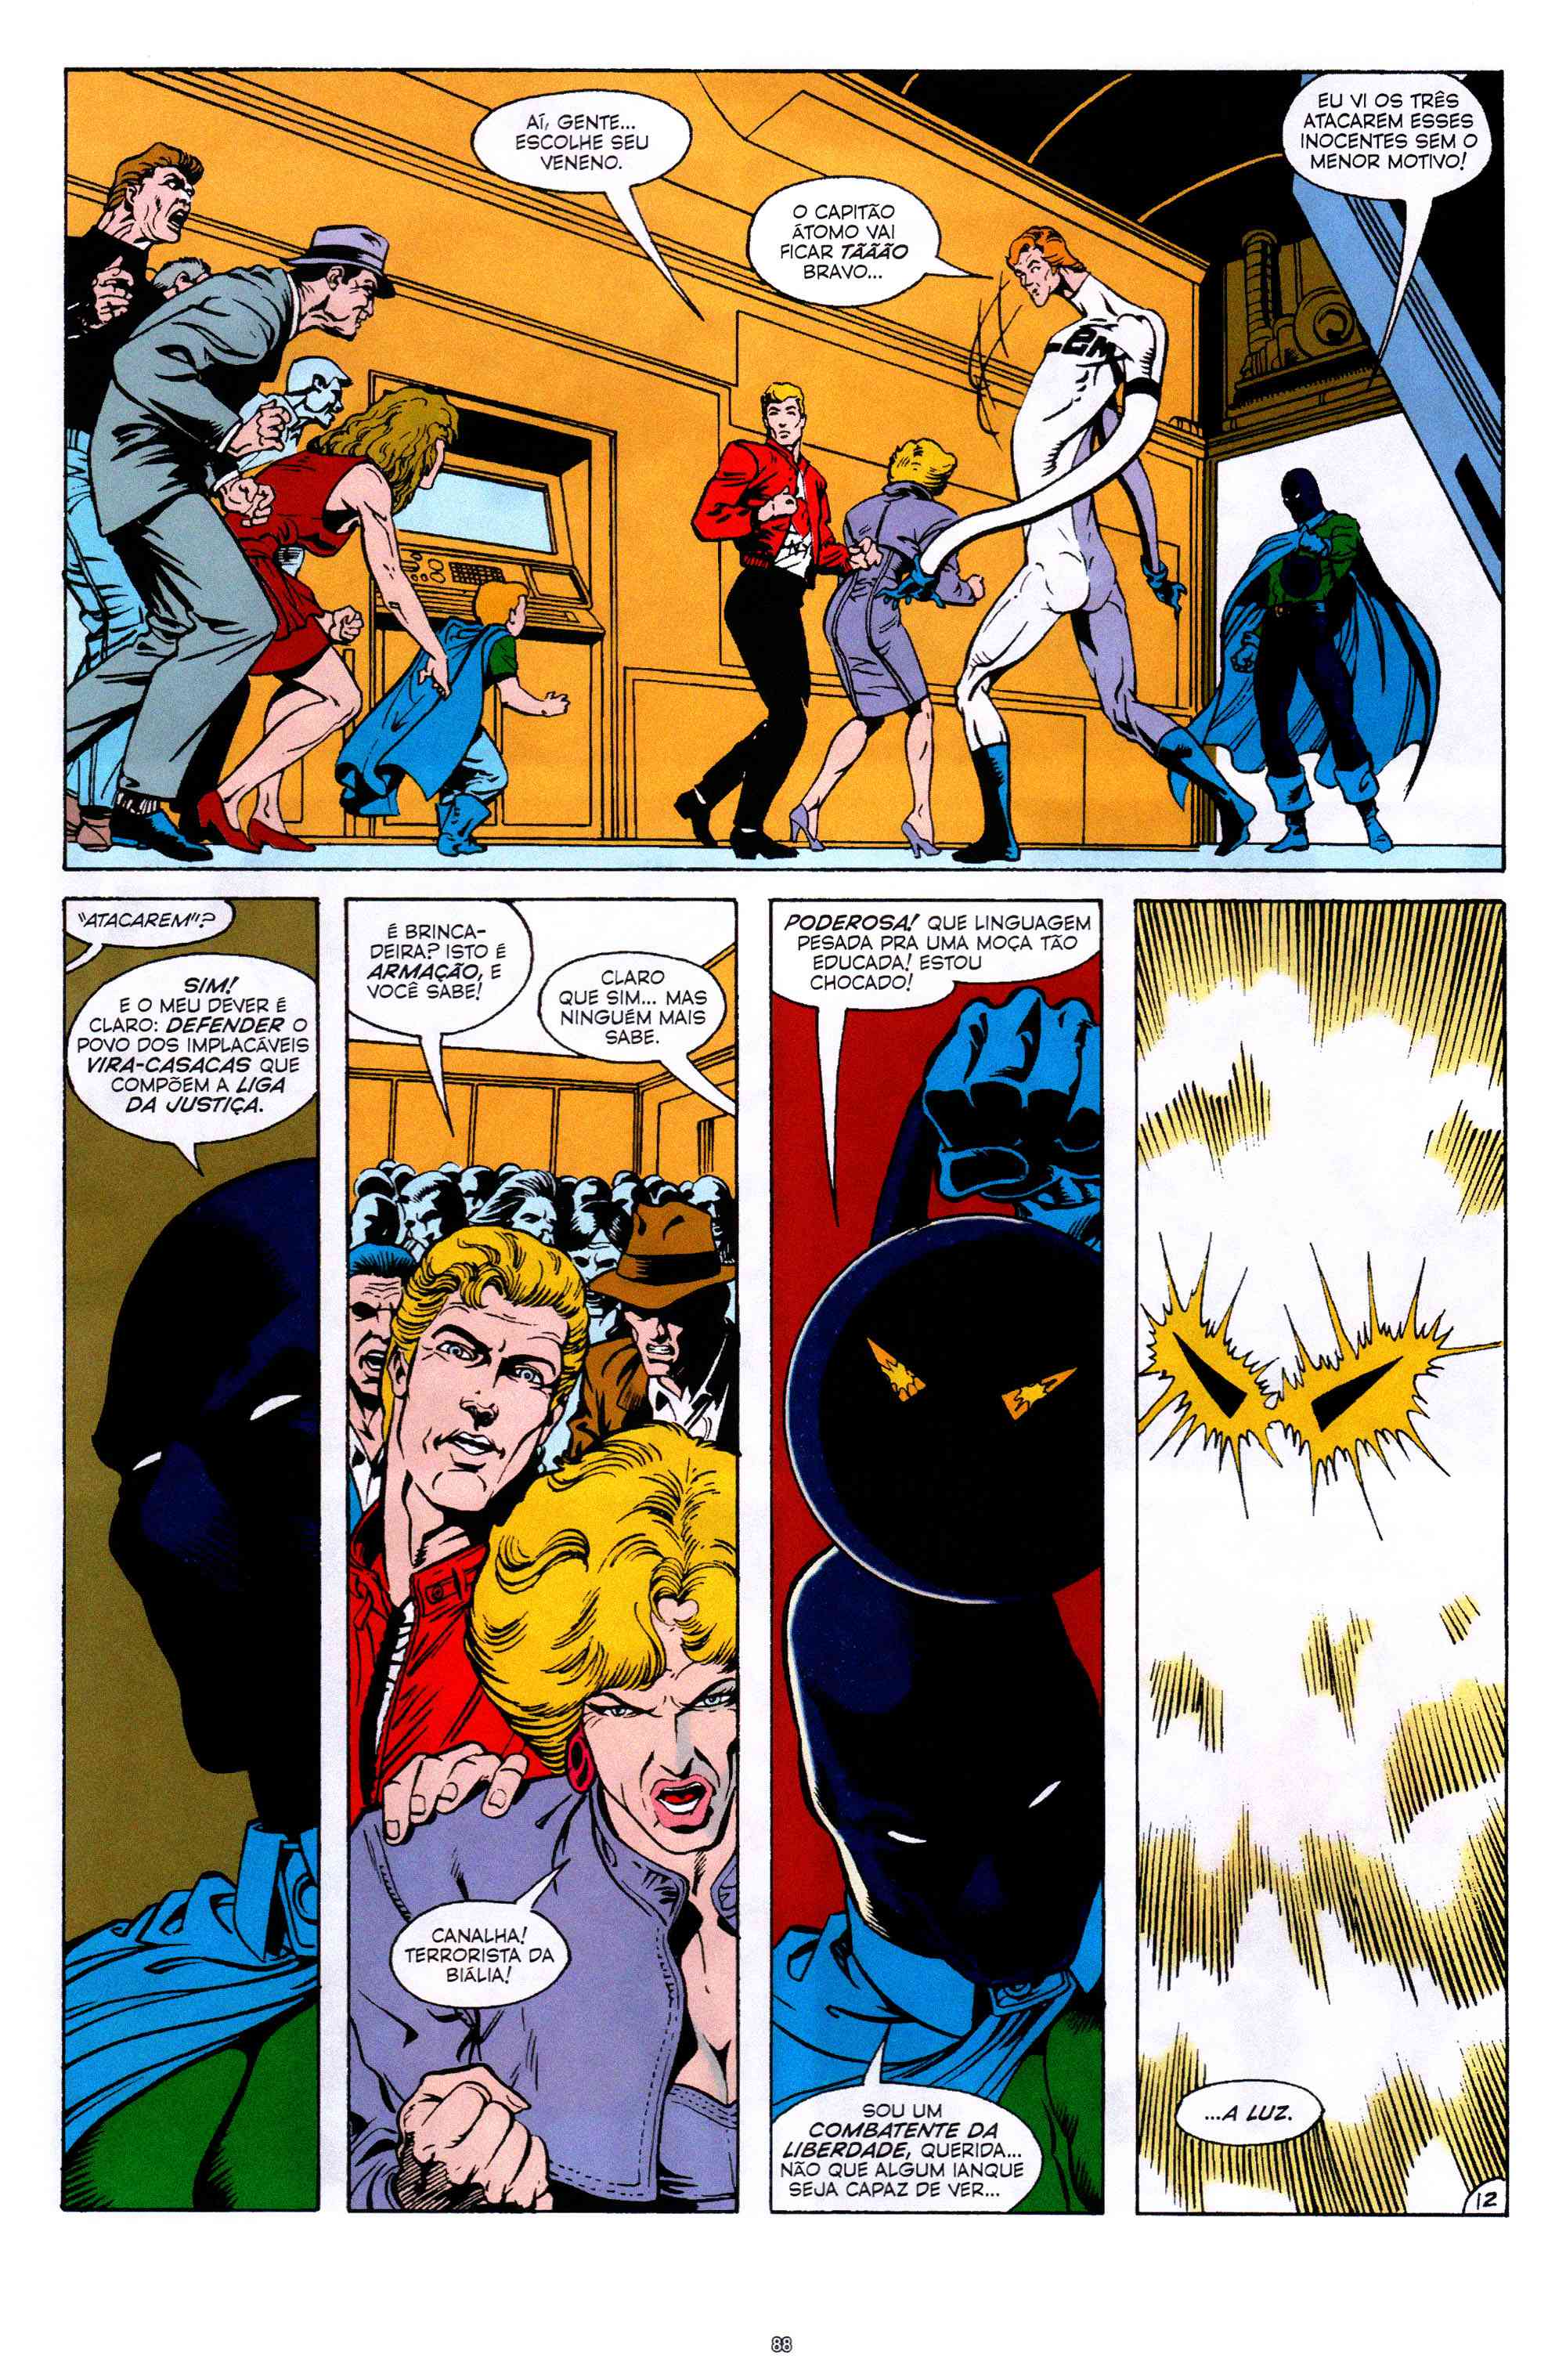 AÍ, GENTE...
ESCOLHE SEU
VENENO.
O CAPITÃO
ÁTOMO VAI
FICAR TÃÃÃO
BRAVO...
EU VI OS TRÊS
ATACAREM ESSES
INOCENTES SEM O
MENOR MOTIVO!
"ATACAREM"?
SIM!
E O MEU DEVER É
CLARO: DEFENDER O
POVO DOS IMPLACÁVEIS
VIRA-CASACAS QUE
COMPÕEM A LIGA
DA JUSTIÇA.
É BRINCA-
DEIRA? ISTO É
ARMAÇÃO, E
VOCÊ SABE!
CLARO
QUE SIM... MAS
NINGUÉM MAIS
SABE.
CANALHA!
TERRORISTA DA
BIÁLIA!
PODEROSA! QUE LINGUAGEM
PESADA PRA UMA MOÇA TÃO
EDUCADA! ESTOU
CHOCADO!
SOU UM
COMBATENTE DA
LIBERDADE, QUERIDA...
NÃO QUE ALGUM IANQUE
SEJA CAPAZ DE VER...
...A LUZ.
12
88